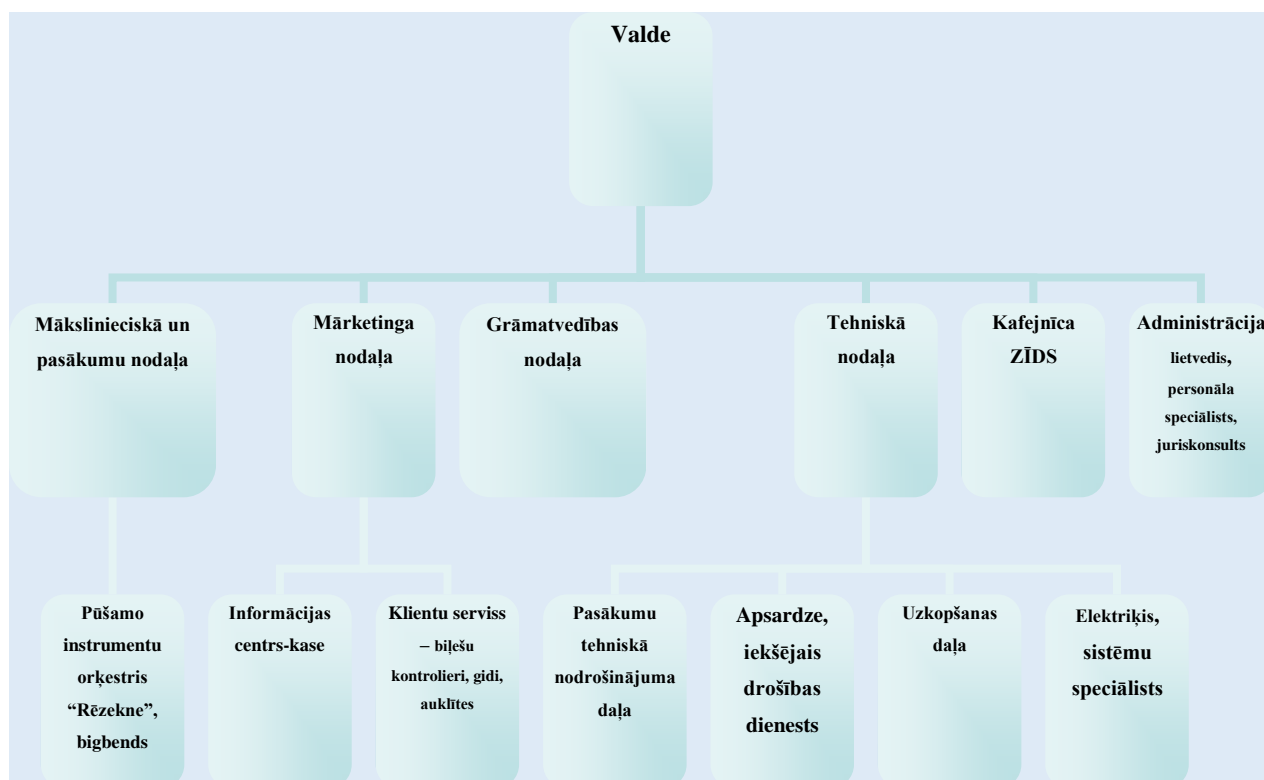 Valde
Mākslinieciskā un
pasākumu nodaļa
Mārketinga
nodaļa
Grāmatvedības
nodaļa
Tehniskā
nodaļa
Kafejnīca
ZĪDS
Administrācija
lietvedis,
personāla
speciālists,
juriskonsults
Pūšamo
instrumentu
orķestris
“Rēzekne”,
bigbends
Informācijas
centrs-kase
Klientu serviss
– biļešu
kontrolieri, gidi,
auklītes
Pasākumu
tehniskā
nodrošinājuma
daļa
Apsardze,
iekšējais
drošības
dienests
Uzkopšanas
daļa
Elektriķis,
sistēmu
speciālists